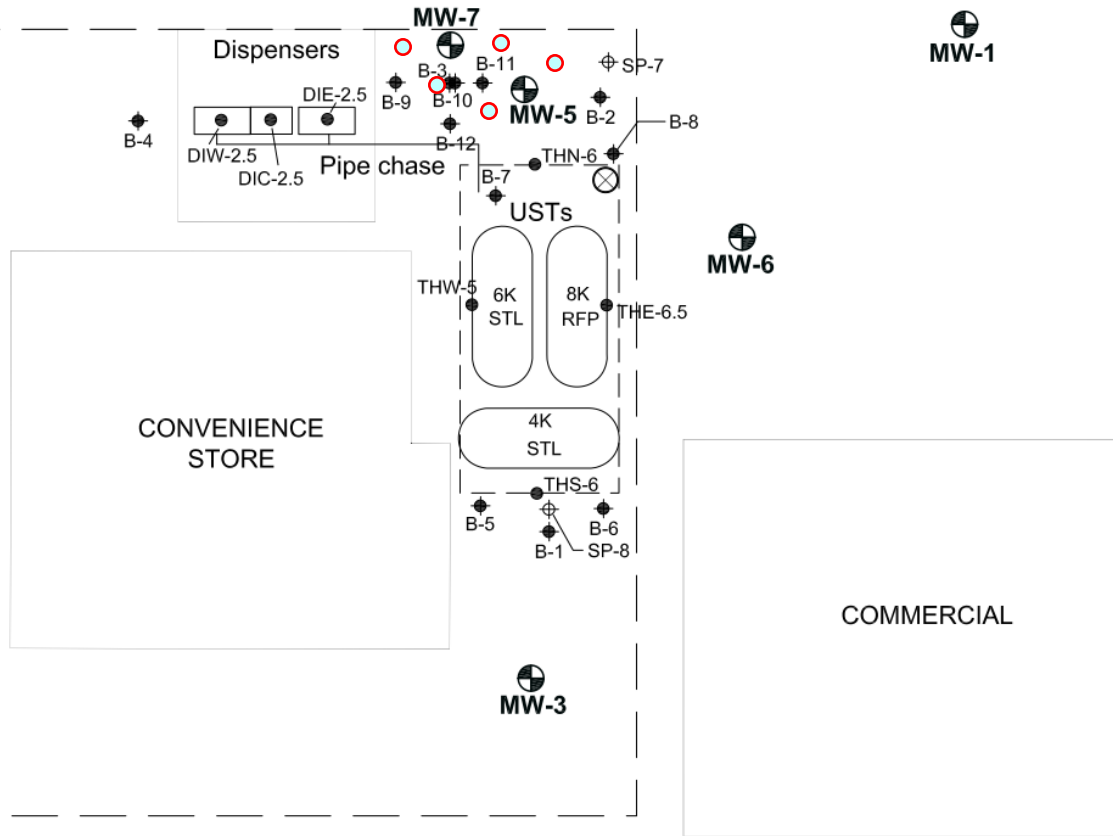 MW-7
MW-1
Dispensers
B-3
B-11
SP-7
B-9
B-10
MW-5
B-2
DIE-2.5
B-4
DIW-2.5
DIC-2.5
B-12
B-8
Pipe chase
THN-6
B-7
USTs
MW-6
THW-5
6K
STL
8K
RFP
THE-6.5
CONVENIENCE
STORE
4K
STL
THS-6
B-5
B-1
SP-8
B-6
COMMERCIAL
MW-3